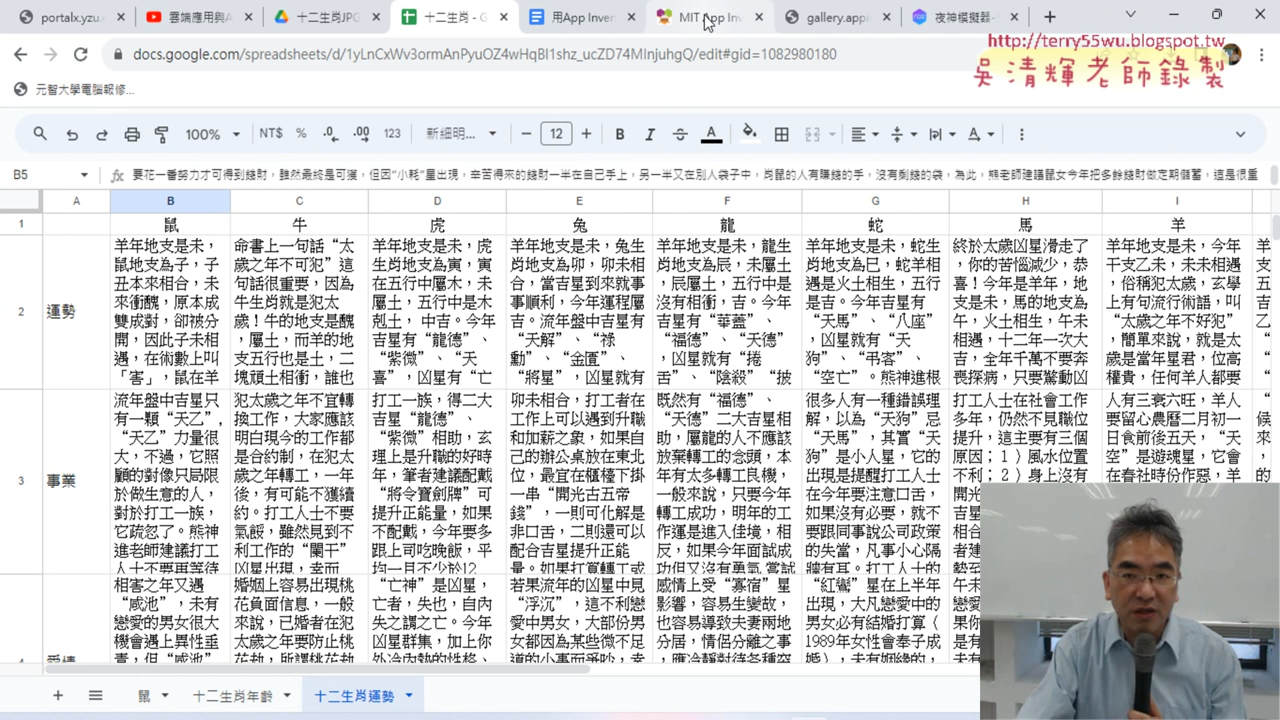 portalx.yzu
雲端應用與A
十二生肖JPG
十二生肖 - G
用App Inver
MIT App Inv
gallery.appi
夜神模擬器-
docs.google.com/spreadsheets/d/1yLnCxWv3ormAnPyuOZ4wHqBI1shz_ucZD74MlnjuhgQ/edit#gid=1082980180
http://terry55wu.blogspot.tw
吳清輝老師錄製
元智大學電腦報修...
100% NT$ % .0 .00 123 新細明... 12 B I A
B5 fx 要花一番努力才可得到錢財，雖然最終是可獲，但因“小耗”星出現，辛苦得來的錢財一半在自己手上，另一半又在別人袋子中，肖鼠的人有賺錢的手，沒有剩錢的袋，為此，熊老師建議鼠女今年把多餘錢財做定期儲蓄，這是很重
A B C D E F G H I
1 鼠 牛 虎 兔 龍 蛇 馬 羊
2 運勢
羊年地支是未，
鼠地支為子，子
丑本來相合，未
來衝醜，原本成
雙成對，卻被分
開，因此子未相
遇，在術數上叫
「害」，鼠在羊
命書上一句話“太
歲之年不可犯”這
句話很重要，因為
牛生肖就是犯太
歲！牛的地支是醜
，屬土，而羊的地
支五行也是土，二
塊頑土相衝，誰也
羊年地支是未，虎
生肖地支為寅，寅
在五行中屬木，未
屬土，五行中是木
剋土，中吉。今年
吉星有“龍德”、
“紫微”、“天
喜”，凶星有“亡
羊年地支是未，兔生
肖地支為卯，卯未相
合，當吉星到來就事
事順利，今年運程屬
吉。流年盤中吉星有
“天解”、“祿
勳”、“金匱”、
“將星”，凶星就有
羊年地支是未，龍生
肖地支為辰，未屬土
，辰屬土，五行中是
沒有相衝，吉。今年
吉星有“華蓋”、
“福德”、“天德”
，凶星就有“捲
舌”、“陰殺”“披
羊年地支是未，蛇生
肖地支為巳，蛇羊相
遇是火土相生，五行
是吉。今年吉星有
“天馬”、“八座”
，凶星就有“天
狗”、“弔客”、
“空亡”。熊神進根
終於太歲凶星滑走了
，你的苦惱減少，恭
喜！今年是羊年，地
支是未，馬的地支為
午，火土相生，午未
相遇，十二年一次大
吉，全年千萬不要奔
喪探病，只要驚動凶
羊年地支是未，今年
干支乙未，未未相遇
，俗稱犯太歲，玄學
上有句流行術語，叫
“太歲之年不好犯”
，簡單來說，就是太
歲是當年星君，位高
權貴，任何羊人都要
3 事業
流年盤中吉星只
有一顆“天乙”，
“天乙”力量很
大，不過，它照
顧的對像只局限
於做生意的人，
對於打工一族，
它疏忽了。熊神
進老師建議打工
人士不要再等待
犯太歲之年不宜轉
換工作，大家應該
明白現今的工作都
是合約制，在犯太
歲之年轉工，一年
後，有可能不獲續
約。打工人士不要
氣餒，雖然見到不
利工作的“闌干”
凶星出現，幸而
打工一族，得二大
吉星“龍德”、
“紫微”相助，玄
理上是升職的好時
年，筆者建議配戴
“將令寶劍牌”可
提升正能量，如果
不配戴，今年要多
跟上司吃晚飯，平
均一月不少於12
卯未相合，打工者在
工作上可以遇到升職
和加薪之象，如果自
己的辦公桌放在東北
位，最宜在櫃檯下掛
一串“開光古五帝
錢”，一則可化解是
非口舌，二則還可以
配合吉星提升正能
量。如果打算轉工或
既然有“福德”、
“天德”二大吉星相
助，屬龍的人不應該
放棄轉工的念頭，本
年有太多轉工良機，
一般來說，只要今年
轉工成功，明年的工
作運是進入佳境，相
反，如果今年面試成
功但又沒有勇氣嘗試
很多人有一種錯誤理
解，以為“天狗”忌
“天狗”，其實“天
狗”是小人星，它的
出現是提醒打工人士
在今年要注意口舌，
如果沒有必要，就不
要跟同事說公司政策
的失當，凡事小心隔
牆有耳。打工人士的
打工人士在社會工作
多年，仍然不見職位
提升，這主要有三個
原因；1）風水位置
不利；2）身上沒有
人有三衰六旺，羊人
要留心農曆二月初一
日食前後五天，“天
空”是遊魂星，它會
在春社時份作惡，羊
4 愛情
相害之年又遇
“咸池”，未有
戀愛的男女很大
機會遇上異性垂
青，但“咸池”
婚姻上容易出現桃
花負面信息，一般
來說，已婚者在犯
太歲之年要防止桃
花劫，所謂桃花劫
“亡神”是凶星，
亡者，失也，自內
失之謂之亡。今年
凶星群集，加上你
外冷內熱的性格、
若果流年的凶星中見
“浮沉”，這不利戀
愛中男女，大部份男
女都因為某些微不足
道的小事而爭吵，幸
感情上受“寡宿”星
影響，容易生變故，
也容易導致夫妻兩地
分居，情侶分離之事
，應冷靜對待各種突
“紅鸞”星在上半年
出現，大凡戀愛中的
男女必有結婚打算（
1989年女性會奉子成
婚），未有姻緣的，
鼠 十二生肖年齡 十二生肖運勢